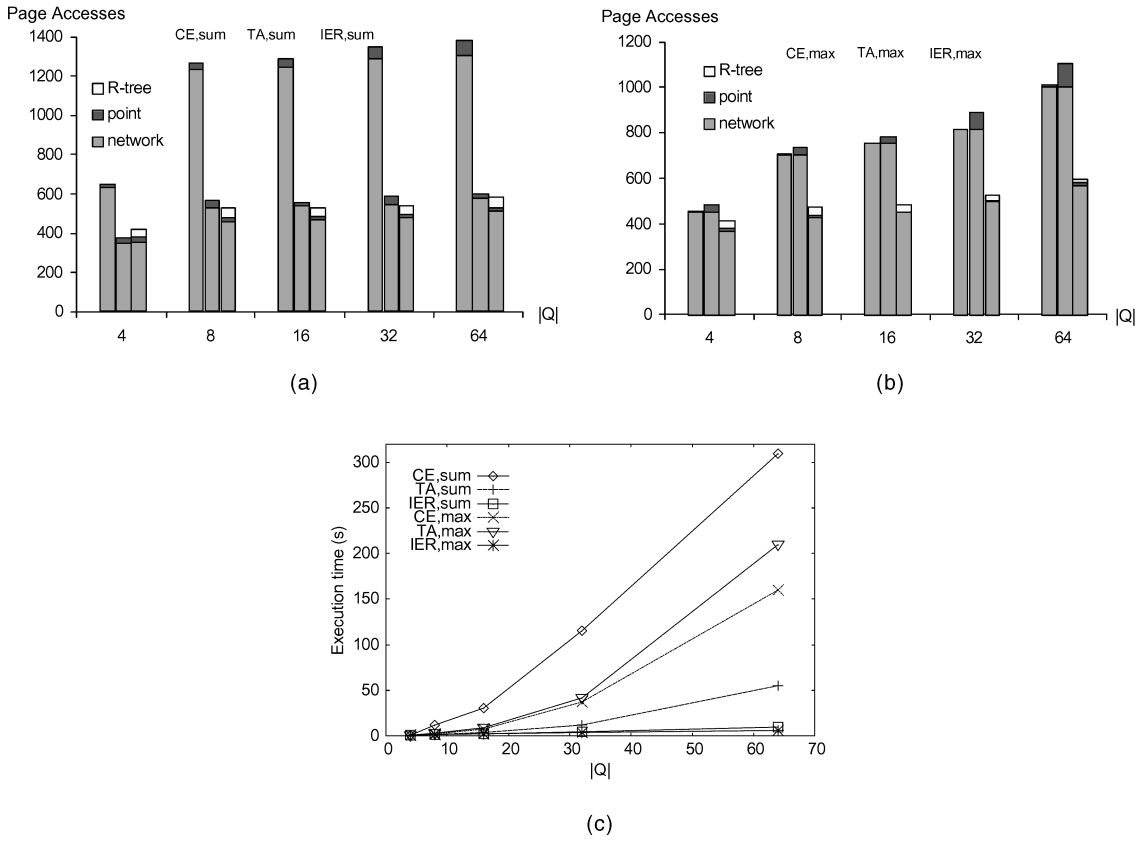 Page Accesses
CE,sum TA,sum IER,sum
1400
1200
1000
800
600
400
200
0
R-tree
point
network
4 8 16 32 64
|Q|
(a)
Page Accesses
CE,max TA,max IER,max
1200
1000
800
600
400
200
0
R-tree
point
network
4 8 16 32 64
|Q|
(b)
Execution time (s)
300
250
200
150
100
50
0
CE,sum
TA,sum
IER,sum
CE,max
TA,max
IER,max
0 10 20 30 40 50 60 70
|Q|
(c)